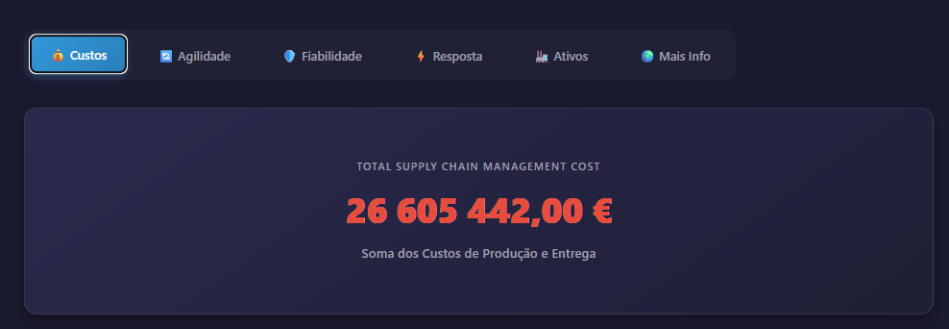 Custos
Agilidade
Fiabilidade
Resposta
Ativos
Mais Info
TOTAL SUPPLY CHAIN MANAGEMENT COST
26 605 442,00 €
Soma dos Custos de Produção e Entrega